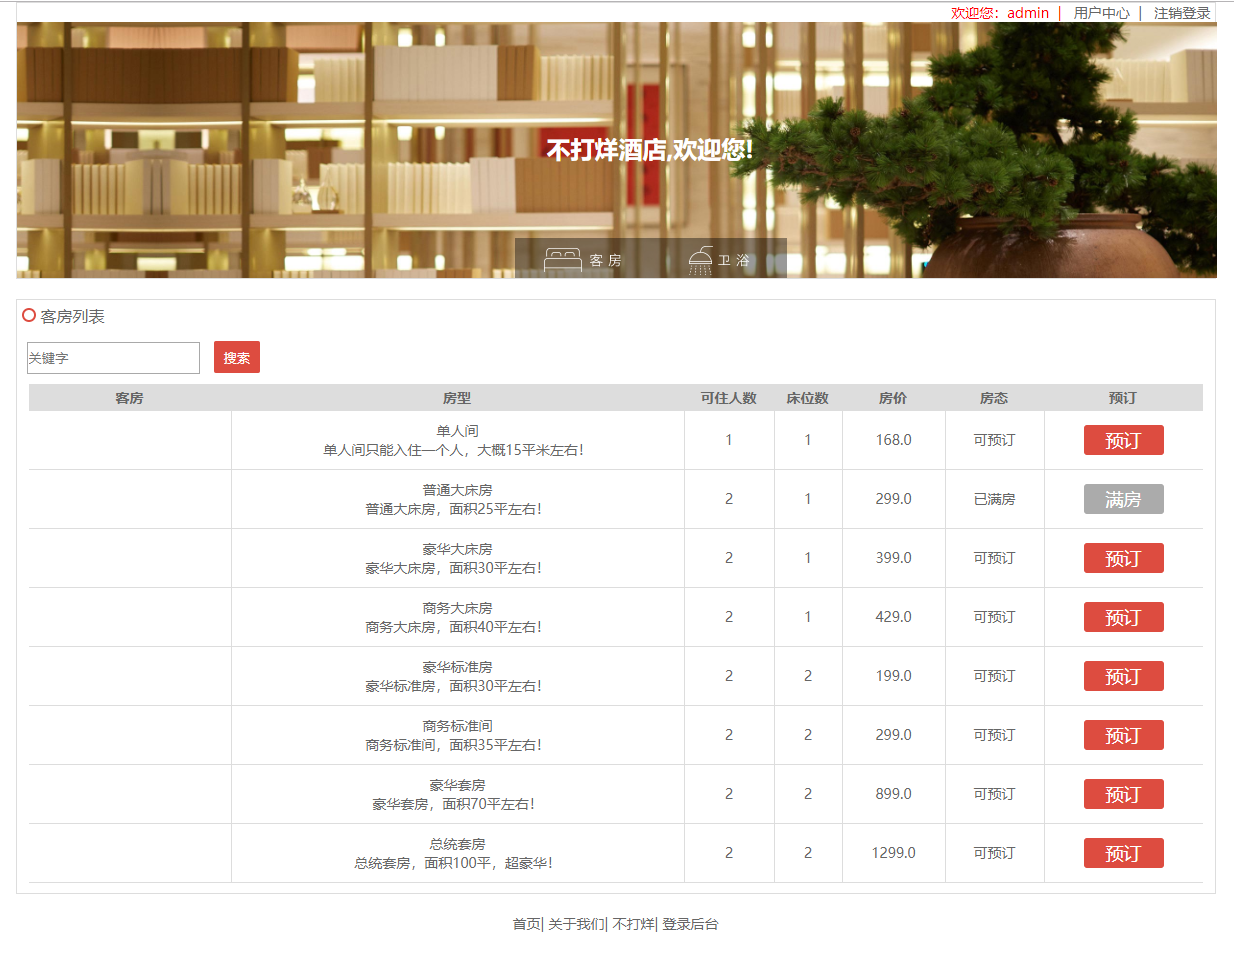 欢迎您：admin │ 用户中心 │ 注销登录
不打烊酒店,欢迎您!
客房 卫浴
客房列表
关键字 搜索
客房 房型 可住人数 床位数 房价 房态 预订
单人间
单人间只能入住一个人，大概15平米左右！ 1 1 168.0 可预订 预订
普通大床房
普通大床房，面积25平左右！ 2 1 299.0 已满房 满房
豪华大床房
豪华大床房，面积30平左右！ 2 1 399.0 可预订 预订
商务大床房
商务大床房，面积40平左右！ 2 1 429.0 可预订 预订
豪华标准房
豪华标准房，面积30平左右！ 2 2 199.0 可预订 预订
商务标准间
商务标准间，面积35平左右！ 2 2 299.0 可预订 预订
豪华套房
豪华套房，面积70平左右！ 2 2 899.0 可预订 预订
总统套房
总统套房，面积100平，超豪华！ 2 2 1299.0 可预订 预订
首页| 关于我们| 不打烊| 登录后台